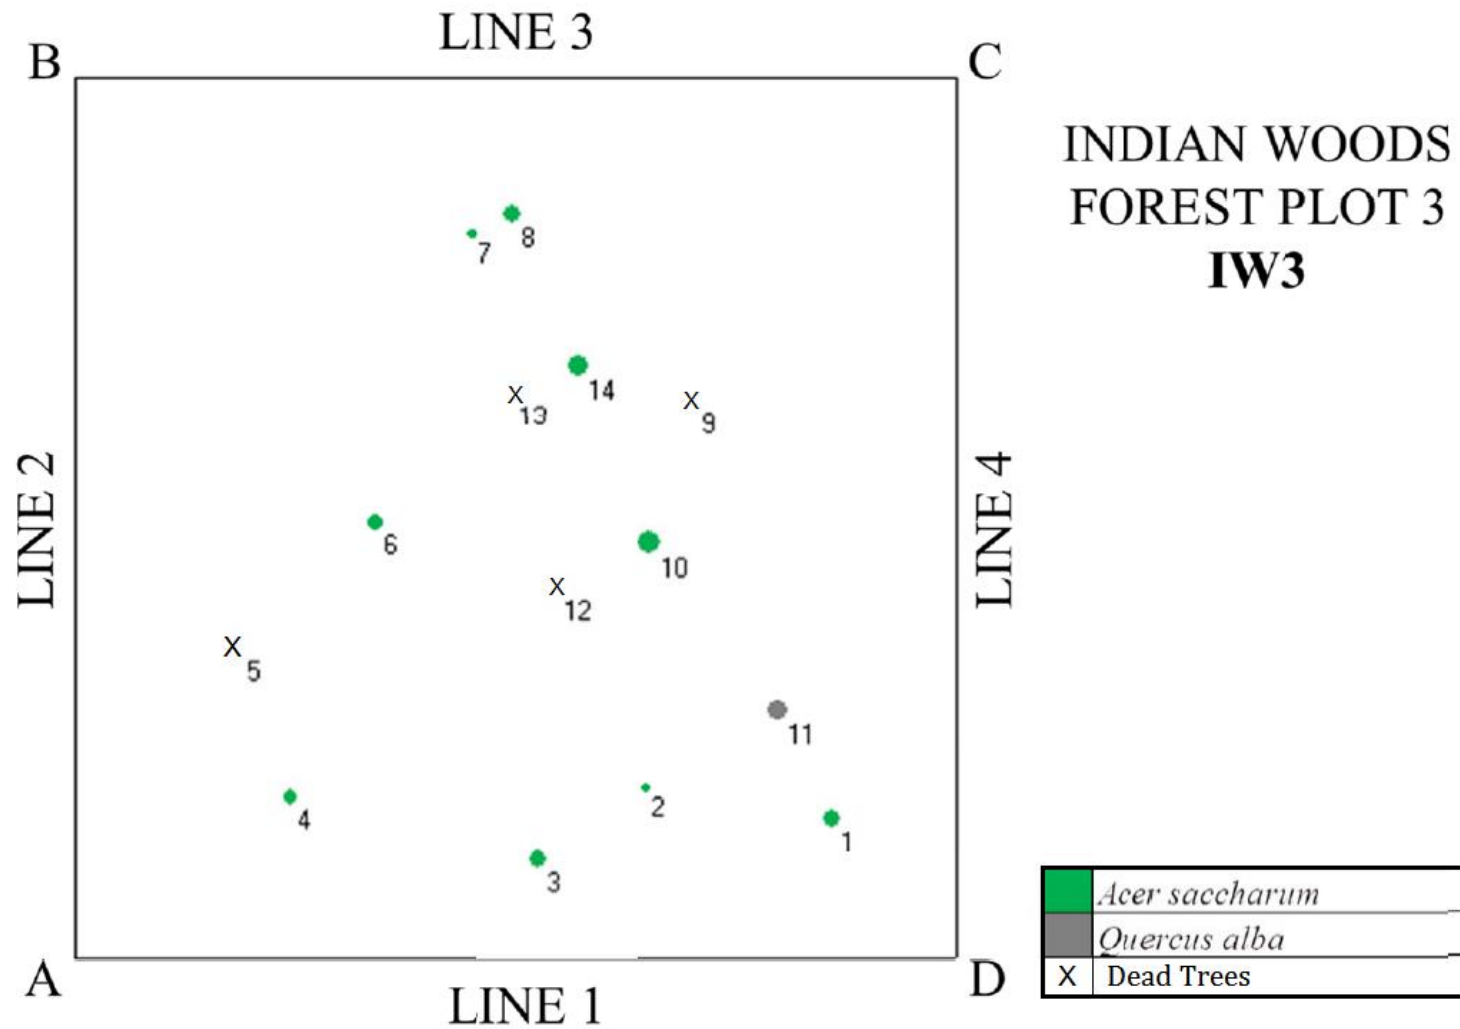 LINE 3
B
C
INDIAN WOODS
FOREST PLOT 3
IW3
8
7
14
X
13
X
9
LINE 2
LINE 4
6
10
X
12
X
5
11
2
4
1
3
Acer saccharum
Quercus alba
X Dead Trees
A
D
LINE 1